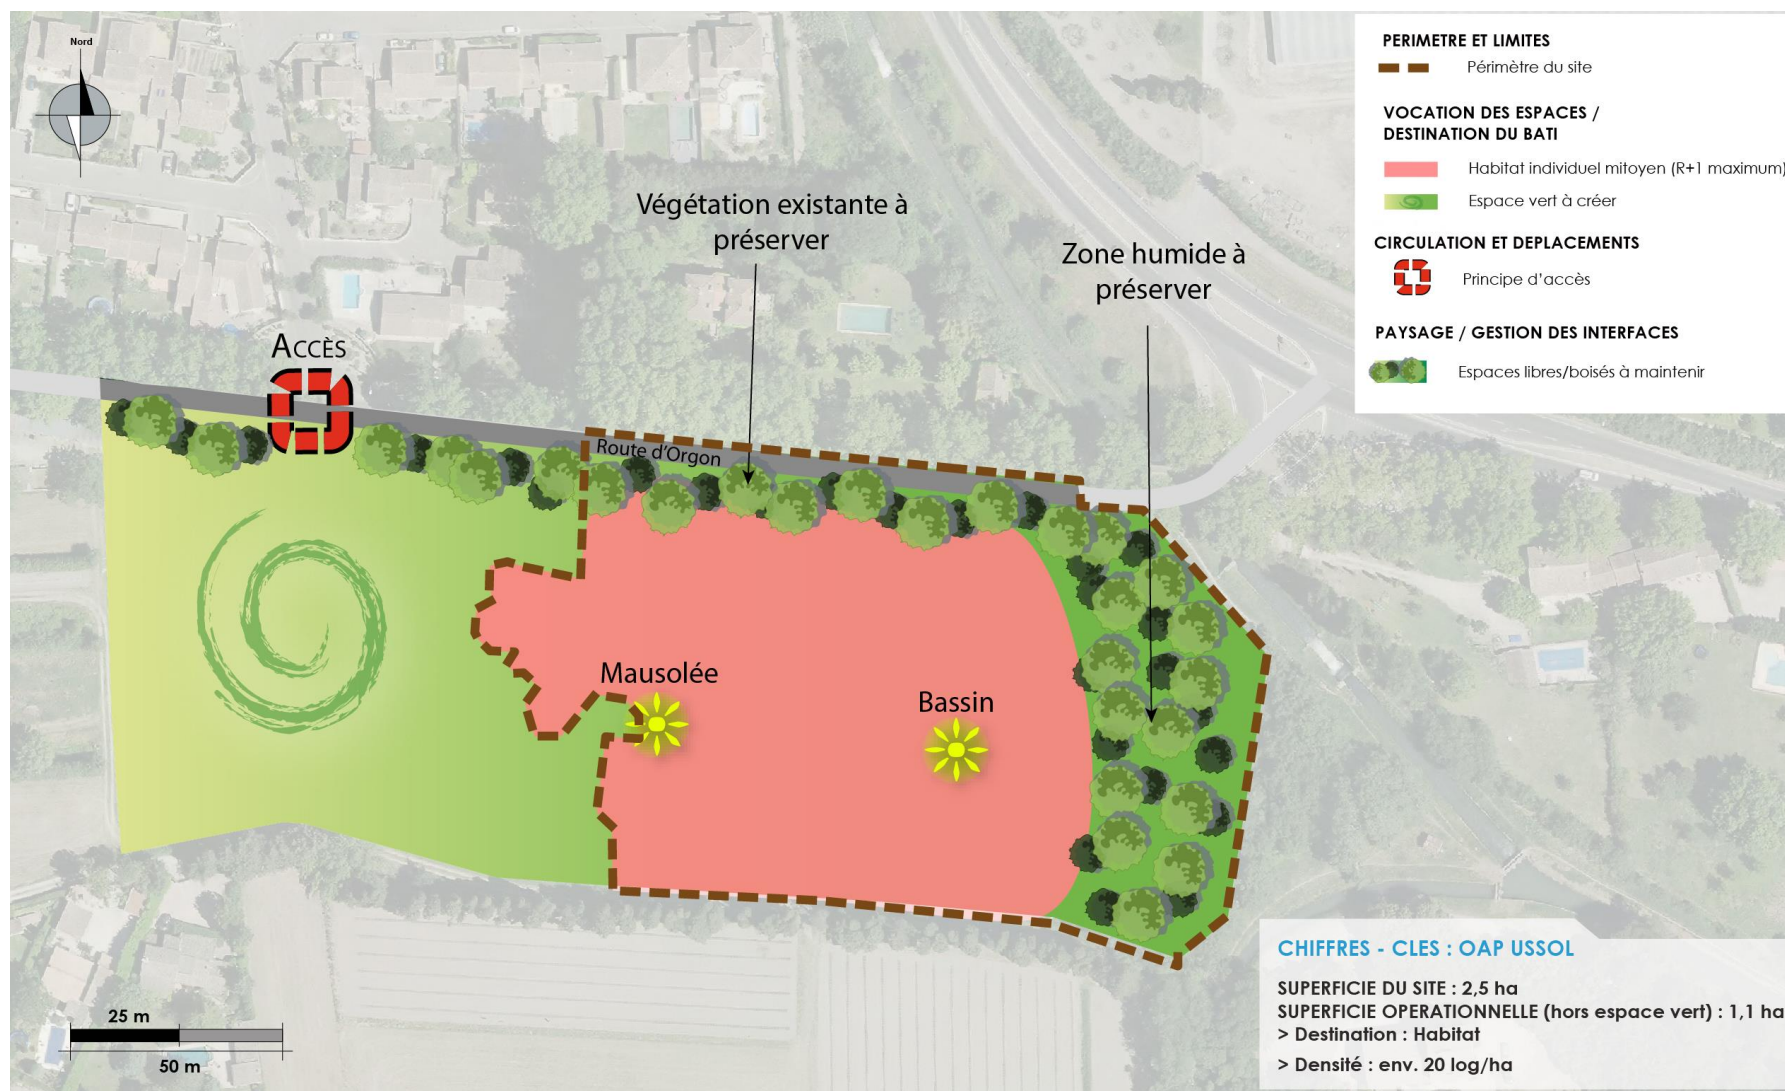 Nord
PERIMETRE ET LIMITES
Périmètre du site
VOCATION DES ESPACES /
DESTINATION DU BATI
Habitat individuel mitoyen (R+1 maximum)
Espace vert à créer
CIRCULATION ET DEPLACEMENTS
Principe d'accès
PAYSAGE / GESTION DES INTERFACES
Espaces libres/boisés à maintenir
Végétation existante à
préserver
Zone humide à
préserver
ACCÈS
Route d'Orgon
Mausolée
Bassin
CHIFFRES - CLES : OAP USSOL
SUPERFICIE DU SITE : 2,5 ha
SUPERFICIE OPERATIONNELLE (hors espace vert) : 1,1 ha
> Destination : Habitat
> Densité : env. 20 log/ha
25 m
50 m